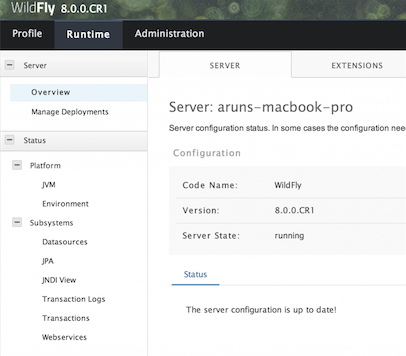 WildFly 8.0.0.CR1
Profile Runtime Administration
Server
Overview
Manage Deployments
Status
Platform
JVM
Environment
Subsystems
Datasources
JPA
JNDI View
Transaction Logs
Transactions
Webservices
SERVER EXTENSIONS
Server: aruns-macbook-pro
Server configuration status. In some cases the configuration nee
Configuration
Code Name: WildFly
Version: 8.0.0.CR1
Server State: running
Status
The server configuration is up to date!